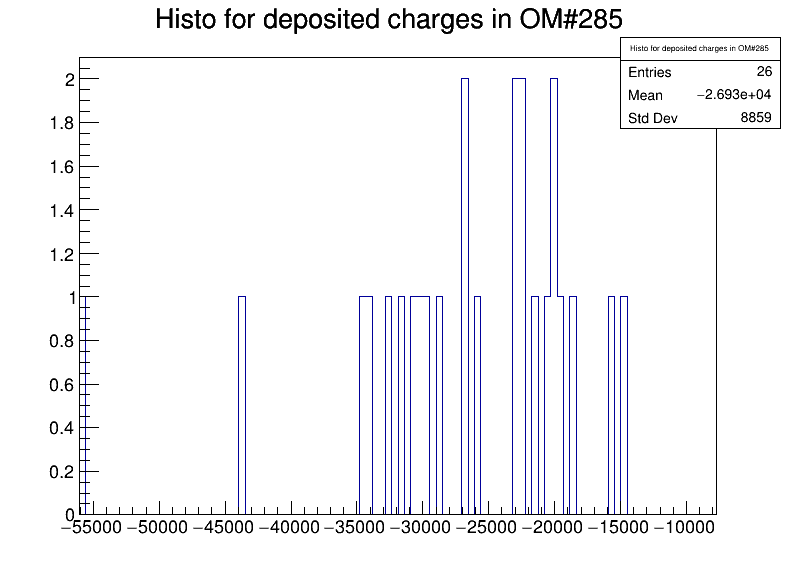 Histo for deposited charges in OM#285
Histo for deposited charges in OM#285
Entries 26
Mean −2.693e+04
Std Dev 8859
2
1.8
1.6
1.4
1.2
1
0.8
0.6
0.4
0.2
0
−55000 −50000 −45000 −40000 −35000 −30000 −25000 −20000 −15000 −10000